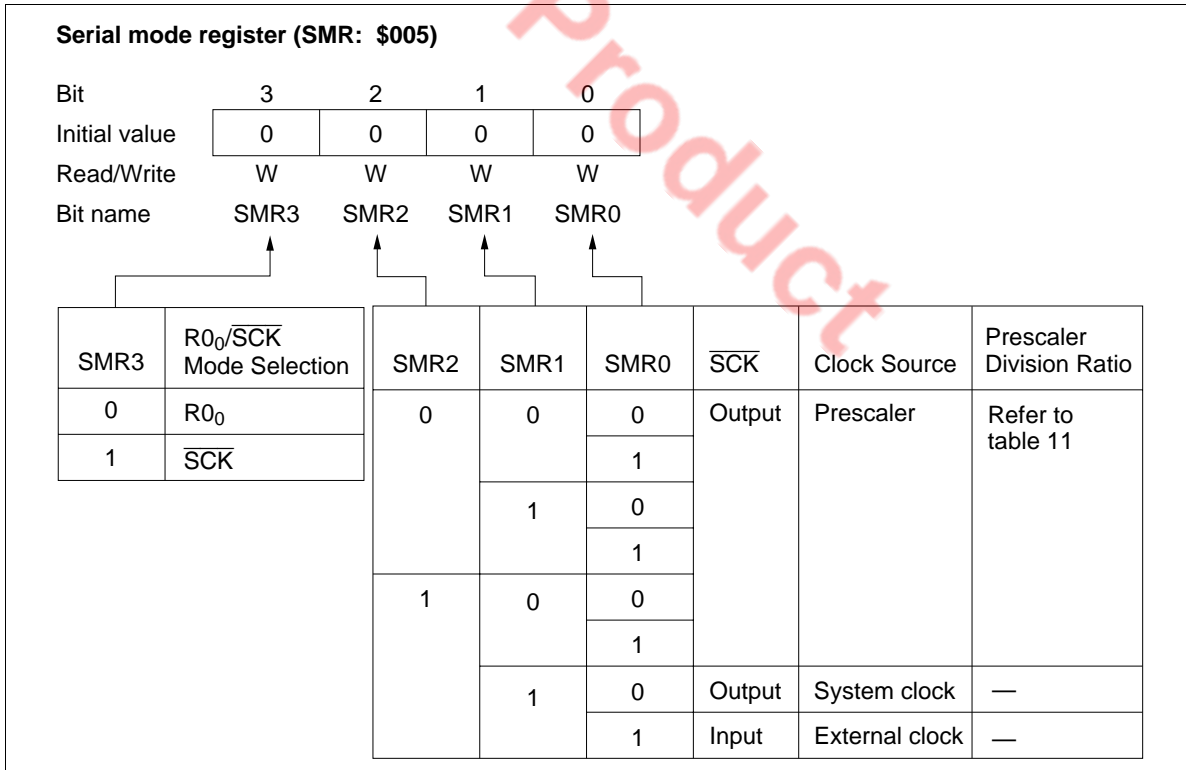 Serial mode register (SMR: $005)
Bit 3 2 1 0
Initial value 0 0 0 0
Read/Write W W W W
Bit name SMR3 SMR2 SMR1 SMR0
SMR3 R0₀/S̅C̅K̅ Mode Selection
0 R0₀
1 S̅C̅K̅
SMR2 SMR1 SMR0 S̅C̅K̅ Clock Source Prescaler Division Ratio
0 0 0 Output Prescaler Refer to table 11
1
1 0
1
1 0 0
1
1 0 Output System clock —
1 Input External clock —
Product